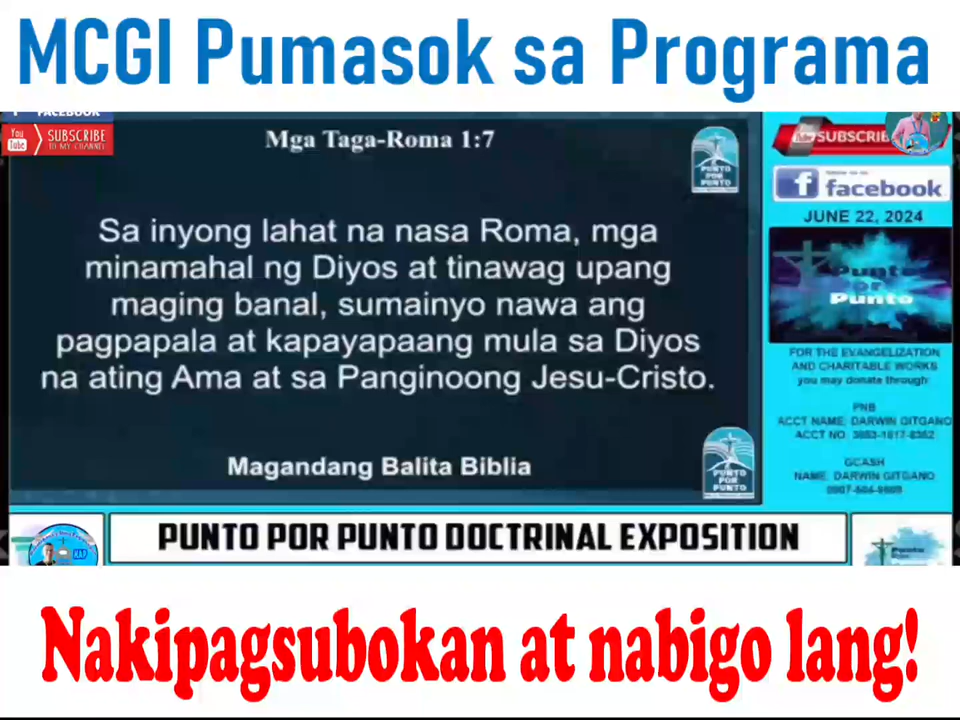 MCGI Pumasok sa Programa
FACEBOOK
You
Tube
SUBSCRIBE
TO MY CHANNEL
Mga Taga-Roma 1:7
PUNTO
POR
PUNTO
Sa inyong lahat na nasa Roma, mga
minamahal ng Diyos at tinawag upang
maging banal, sumainyo nawa ang
pagpapala at kapayapaang mula sa Diyos
na ating Ama at sa Panginoong Jesu-Cristo.
Magandang Balita Biblia
PUNTO
POR
PUNTO
SUBSCRIBE
facebook
JUNE 22, 2024
Punto
Por
Punto
FOR THE EVANGELIZATION
AND CHARITABLE WORKS
you may donate through:
PNB
ACCT NAME: DARWIN GITGANO
ACCT NO:
GCASH
NAME: DARWIN GITGANO
PUNTO POR PUNTO DOCTRINAL EXPOSITION
Nakipagsubokan at nabigo lang!